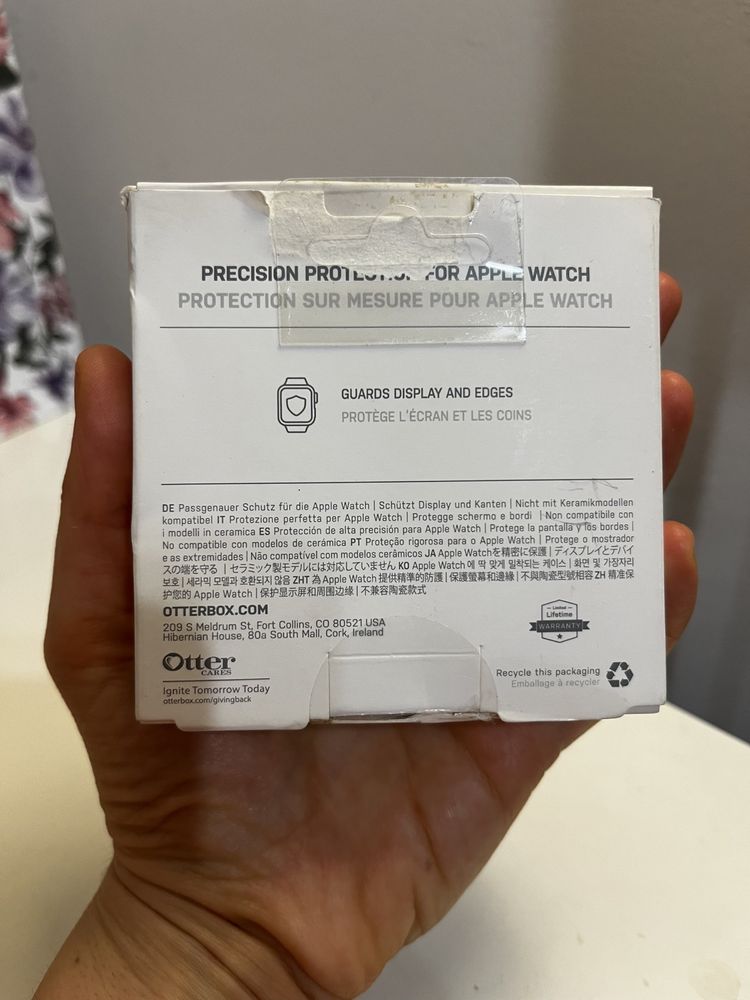 PRECISION PROTECTION FOR APPLE WATCH
PROTECTION SUR MESURE POUR APPLE WATCH
GUARDS DISPLAY AND EDGES
PROTÈGE L'ÉCRAN ET LES COINS
DE Passgenauer Schutz für die Apple Watch | Schützt Display und Kanten | Nicht mit Keramikmodellen
kompatibel IT Protezione perfetta per Apple Watch | Protegge schermo e bordi | Non compatibile con
i modelli in ceramica ES Protección de alta precisión para Apple Watch | Protege la pantalla y los bordes |
No compatible con modelos de cerámica PT Proteção rigorosa para o Apple Watch | Protege o mostrador
e as extremidades | Não compatível com modelos cerâmicos JA Apple Watchを精密に保護 | ディスプレイとデバイ
スの端を守る | セラミック製モデルには対応していません KO Apple Watch 에 딱 맞게 밀착되는 케이스 | 화면 및 가장자리
보호 | 세라믹 모델과 호환되지 않음 ZHT 為 Apple Watch 提供精準的防護 | 保護螢幕和邊緣 | 不與陶瓷型號相容 ZH 精准保
护您的 Apple Watch | 保护显示屏和周围边缘 | 不兼容陶瓷款式
OTTERBOX.COM
209 S Meldrum St, Fort Collins, CO 80521 USA
Hibernian House, 80a South Mall, Cork, Ireland
Limited
Lifetime
WARRANTY
Otter
CARES
Ignite Tomorrow Today
otterbox.com/givingback
Recycle this packaging
Emballage à recycler